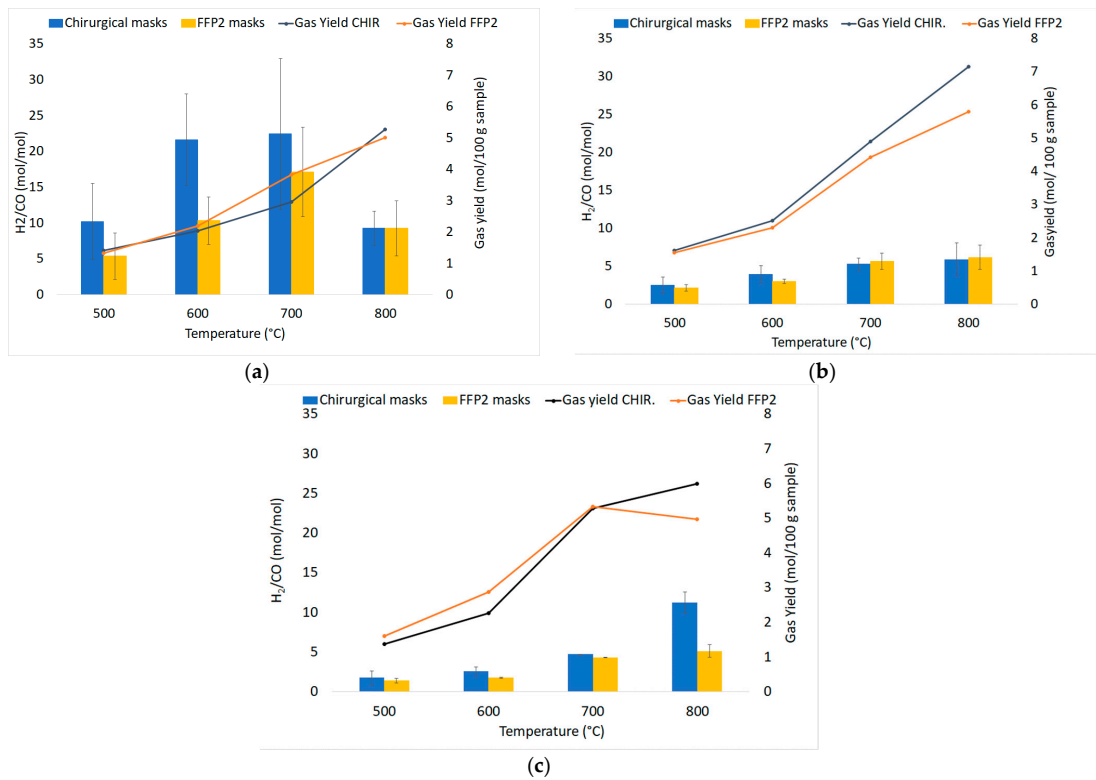 Chirurgical masks FFP2 masks Gas Yield CHIR Gas Yield FFP2
35
30
25
20
15
10
5
0
H2/CO (mol/mol)
8
7
6
5
4
3
2
1
0
Gas yield (mol/100 g sample)
500 600 700 800
Temperature (°C)
(a)
Chirurgical masks FFP2 masks Gas Yield CHIR. Gas Yield FFP2
35
30
25
20
15
10
5
0
H₂/CO (mol/mol)
8
7
6
5
4
3
2
1
0
Gasyield (mol/ 100 g sample)
500 600 700 800
Temperature (°C)
(b)
Chirurgical masks FFP2 masks Gas yield CHIR. Gas Yield FFP2
35
30
25
20
15
10
5
0
H₂/CO (mol/mol)
8
7
6
5
4
3
2
1
0
Gas Yield (mol/100 g sample)
500 600 700 800
Temperature (°C)
(c)